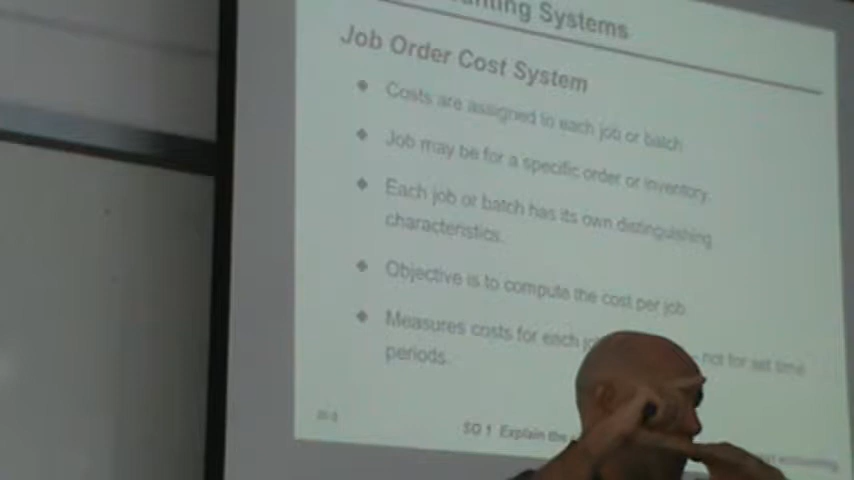 Systems
Job Order Cost System
Costs are assigned to each job or batch
Job may be for a specific order or inventory.
Each job or batch has its own distinguishing
characteristics.
Objective is to compute the cost per job.
Measures costs for each not for set time
periods.
SO 1 Explain the accounting